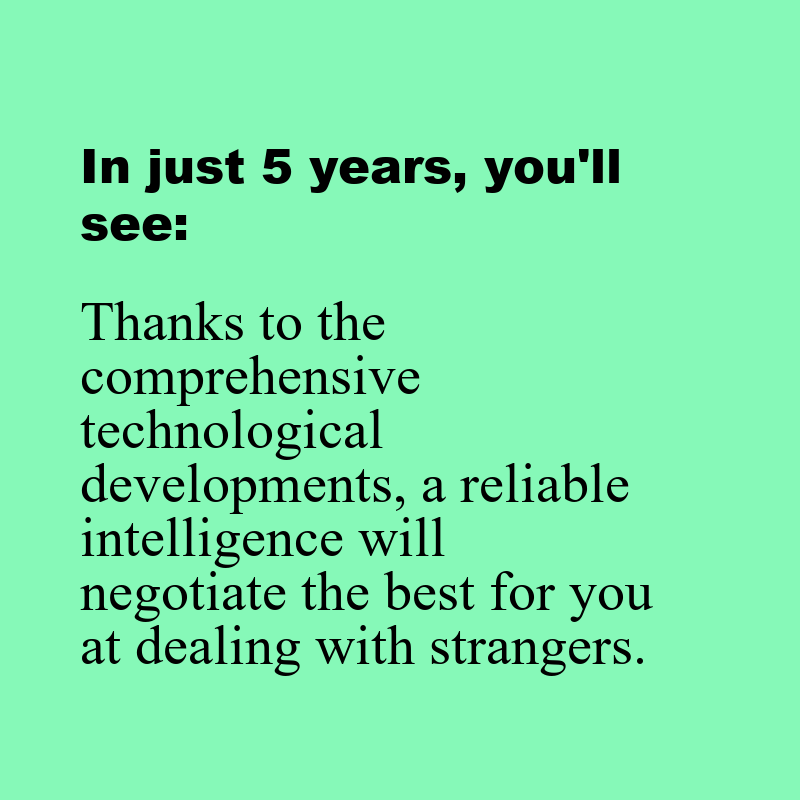 In just 5 years, you'll
see:
Thanks to the
comprehensive
technological
developments, a reliable
intelligence will
negotiate the best for you
at dealing with strangers.